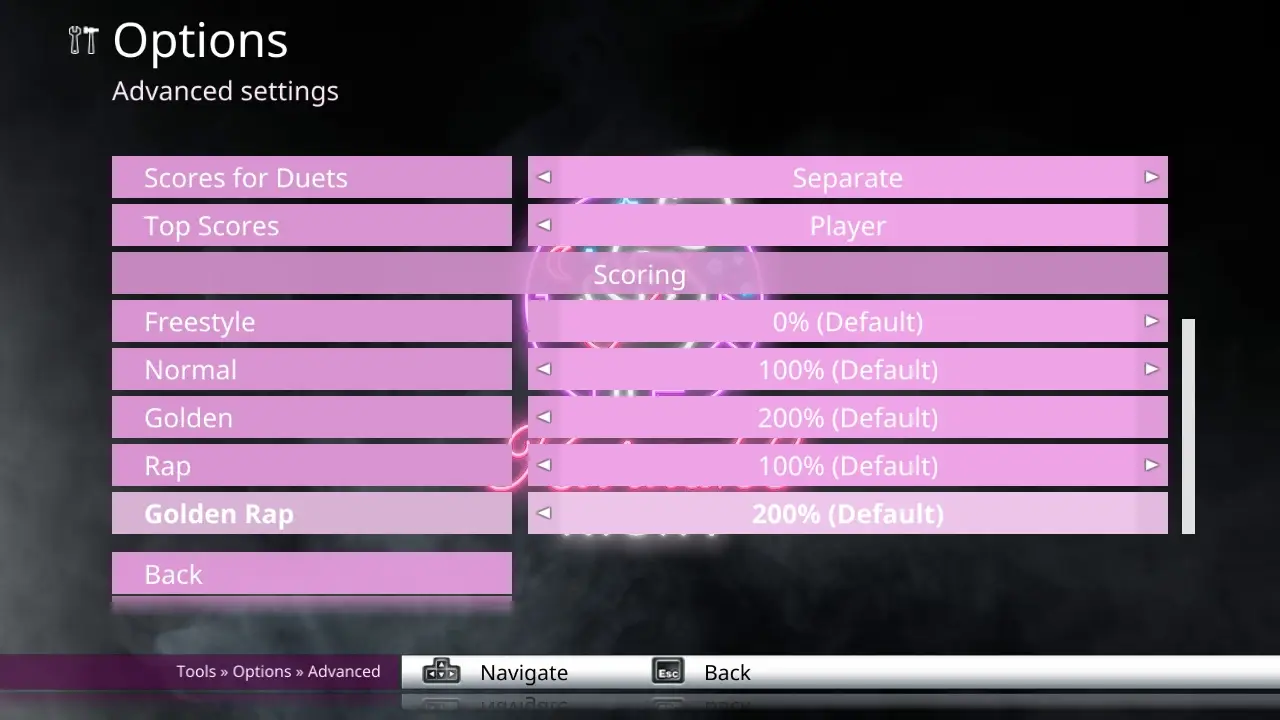 Options
Advanced settings
Scores for Duets Separate
Top Scores Player
Scoring
Freestyle 0% (Default)
Normal 100% (Default)
Golden 200% (Default)
Rap 100% (Default)
Golden Rap 200% (Default)
Back
Tools » Options » Advanced Navigate Esc Back